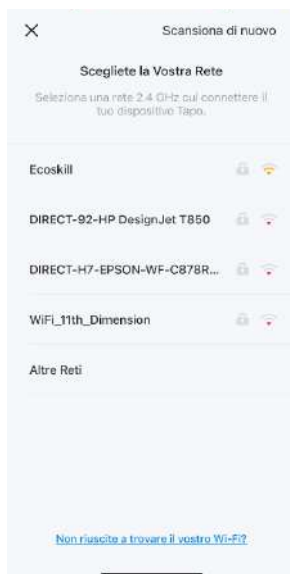 Scansiona di nuovo
Scegliete la Vostra Rete
Seleziona una rete 2.4 GHz cui connettere il
tuo dispositivo Tapo.
Ecoskill
DIRECT-92-HP DesignJet T850
DIRECT-H7-EPSON-WF-C878R...
WiFi_11th_Dimension
Altre Reti
Non riuscite a trovare il vostro Wi-Fi?